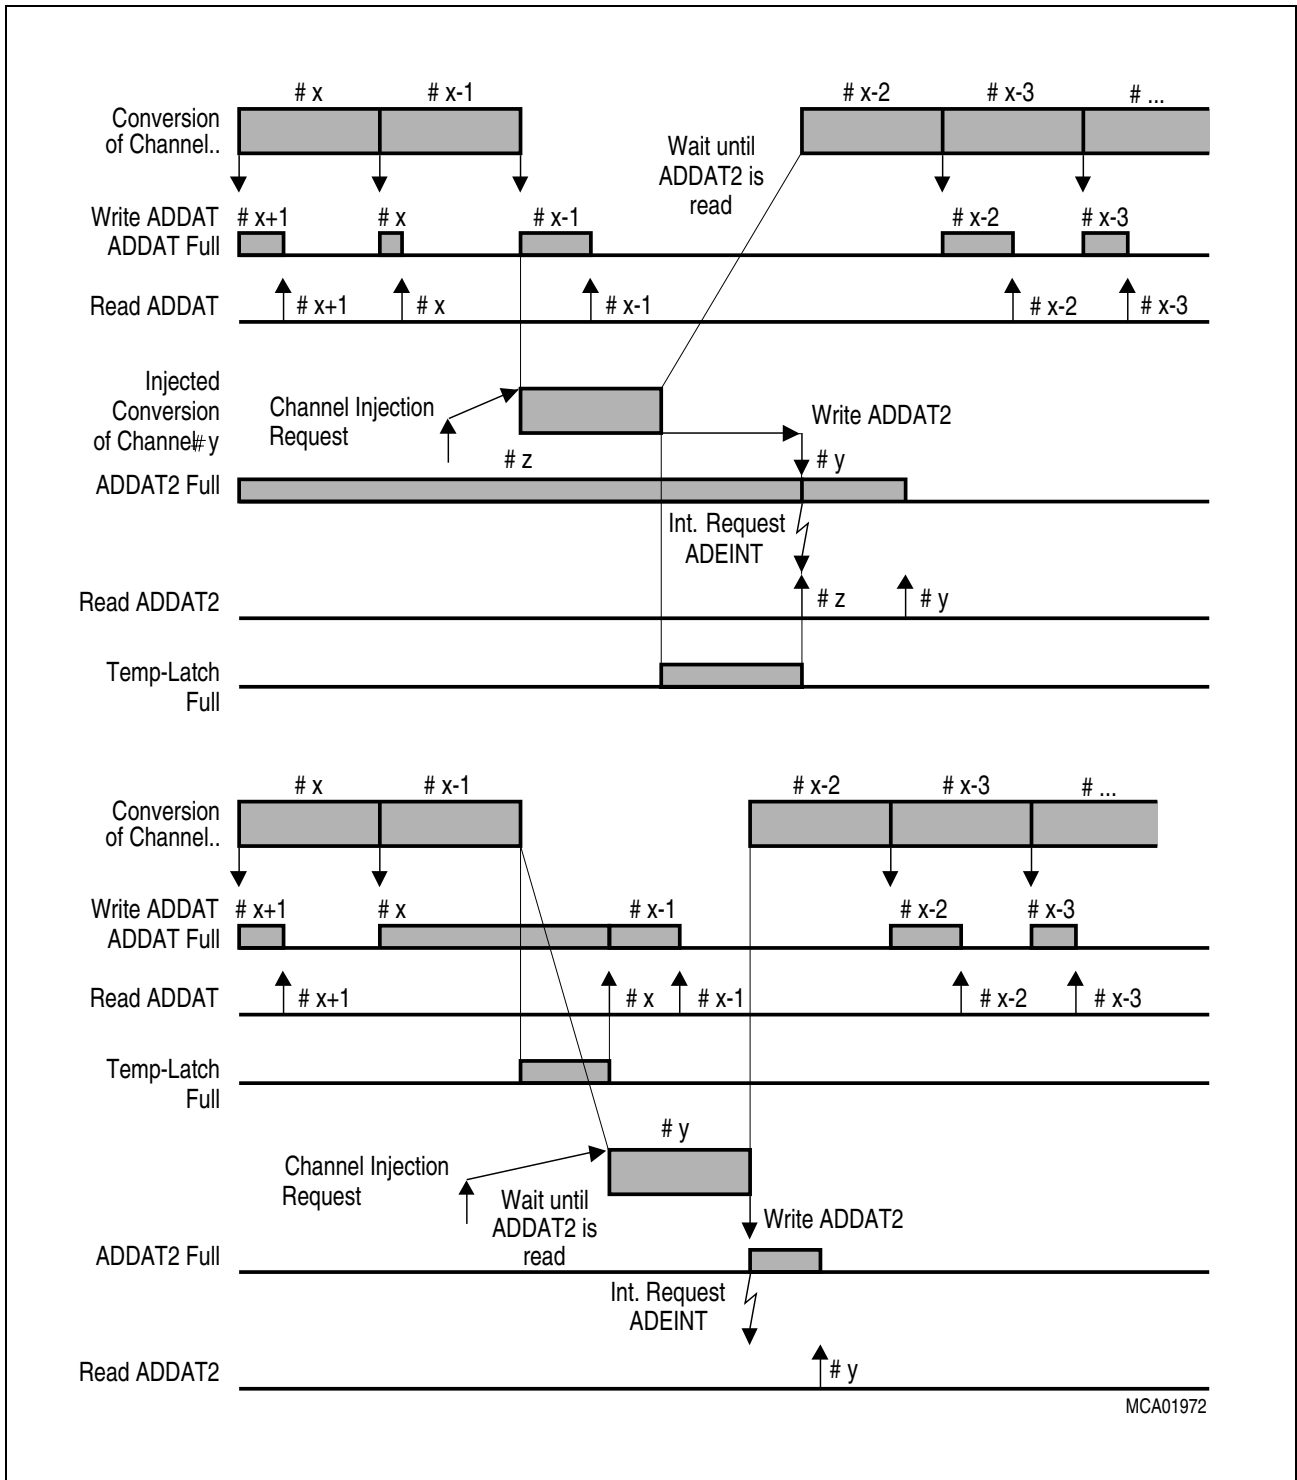 # x
# x-1
# x-2
# x-3
# ...
Conversion
of Channel..
Wait until
ADDAT2 is
read
Write ADDAT
# x+1
# x
# x-1
# x-2
# x-3
ADDAT Full
Read ADDAT
# x+1
# x
# x-1
# x-2
# x-3
Injected
Conversion
of Channel# y
Channel Injection
Request
Write ADDAT2
# z
# y
ADDAT2 Full
Int. Request
ADEINT
Read ADDAT2
# z
# y
Temp-Latch
Full
# x
# x-1
# x-2
# x-3
# ...
Conversion
of Channel..
Write ADDAT
# x+1
# x
# x-1
# x-2
# x-3
ADDAT Full
Read ADDAT
# x+1
# x
# x-1
# x-2
# x-3
Temp-Latch
Full
# y
Channel Injection
Request
Wait until
ADDAT2 is
read
Write ADDAT2
ADDAT2 Full
Int. Request
ADEINT
Read ADDAT2
# y
MCA01972